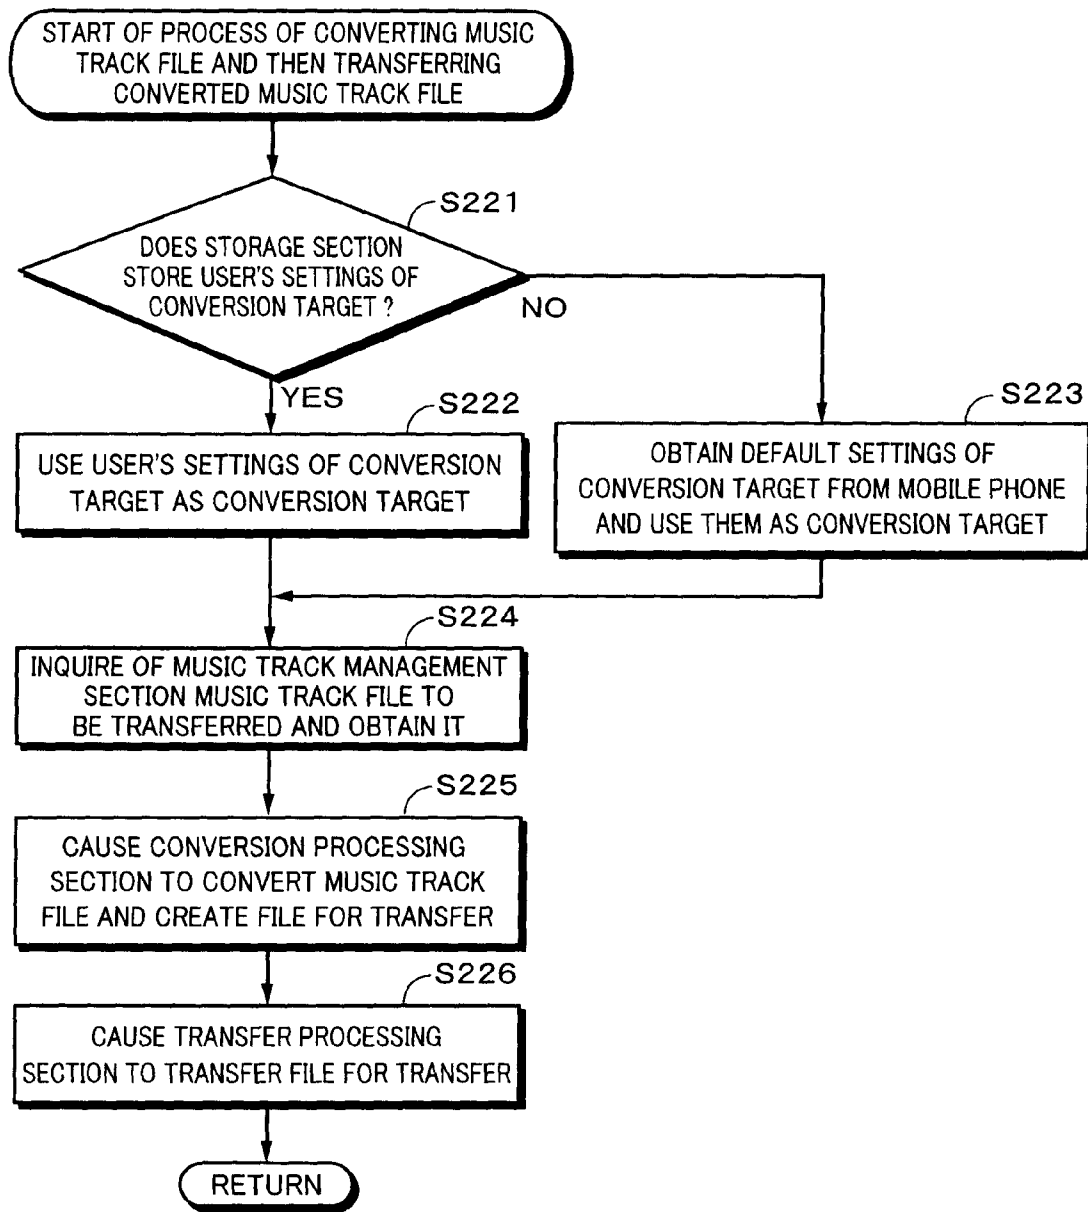 START OF PROCESS OF CONVERTING MUSIC
TRACK FILE AND THEN TRANSFERRING
CONVERTED MUSIC TRACK FILE
S221
DOES STORAGE SECTION
STORE USER'S SETTINGS OF
CONVERSION TARGET ?
NO
YES
S222
USE USER'S SETTINGS OF CONVERSION
TARGET AS CONVERSION TARGET
S223
OBTAIN DEFAULT SETTINGS OF
CONVERSION TARGET FROM MOBILE PHONE
AND USE THEM AS CONVERSION TARGET
S224
INQUIRE OF MUSIC TRACK MANAGEMENT
SECTION MUSIC TRACK FILE TO
BE TRANSFERRED AND OBTAIN IT
S225
CAUSE CONVERSION PROCESSING
SECTION TO CONVERT MUSIC TRACK
FILE AND CREATE FILE FOR TRANSFER
S226
CAUSE TRANSFER PROCESSING
SECTION TO TRANSFER FILE FOR TRANSFER
RETURN